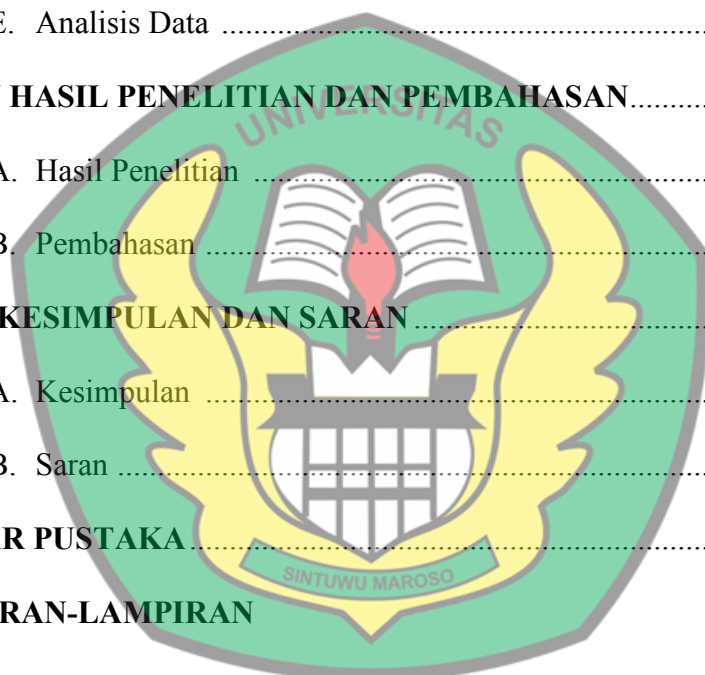 E. Analisis Data ........................................................
HASIL PENELITIAN DAN PEMBAHASAN..........
UNIVERSITAS
A. Hasil Penelitian ........................................................
B. Pembahasan ........................................................
KESIMPULAN DAN SARAN ........................................
A. Kesimpulan ........................................................
B. Saran ........................................................
R PUSTAKA ........................................................
SINTUWU MAROSO
RAN-LAMPIRAN